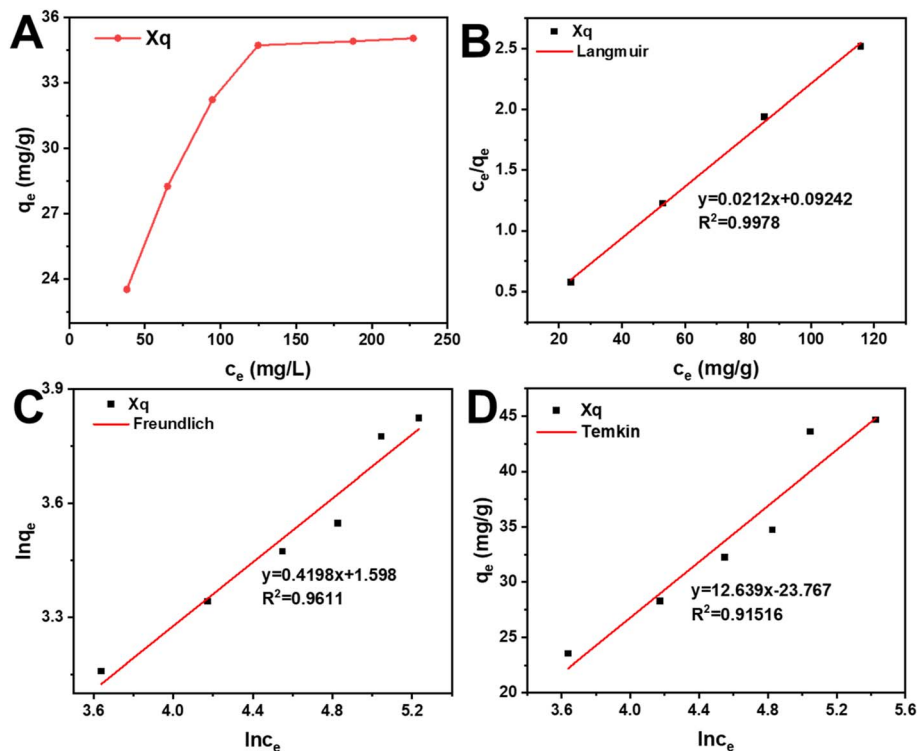 A
Xq
qₑ (mg/g)
36
33
30
27
24
0
50
100
150
200
250
cₑ (mg/L)
B
Xq
Langmuir
cₑ/qₑ
2.5
2.0
1.5
1.0
0.5
y=0.0212x+0.09242
R²=0.9978
20
40
60
80
100
120
cₑ (mg/g)
C
Xq
Freundlich
lnqₑ
3.9
3.6
3.3
y=0.4198x+1.598
R²=0.9611
3.6
4.0
4.4
4.8
5.2
lncₑ
D
Xq
Temkin
qₑ (mg/g)
45
40
35
30
25
20
y=12.639x-23.767
R²=0.91516
3.6
4.0
4.4
4.8
5.2
5.6
lncₑ